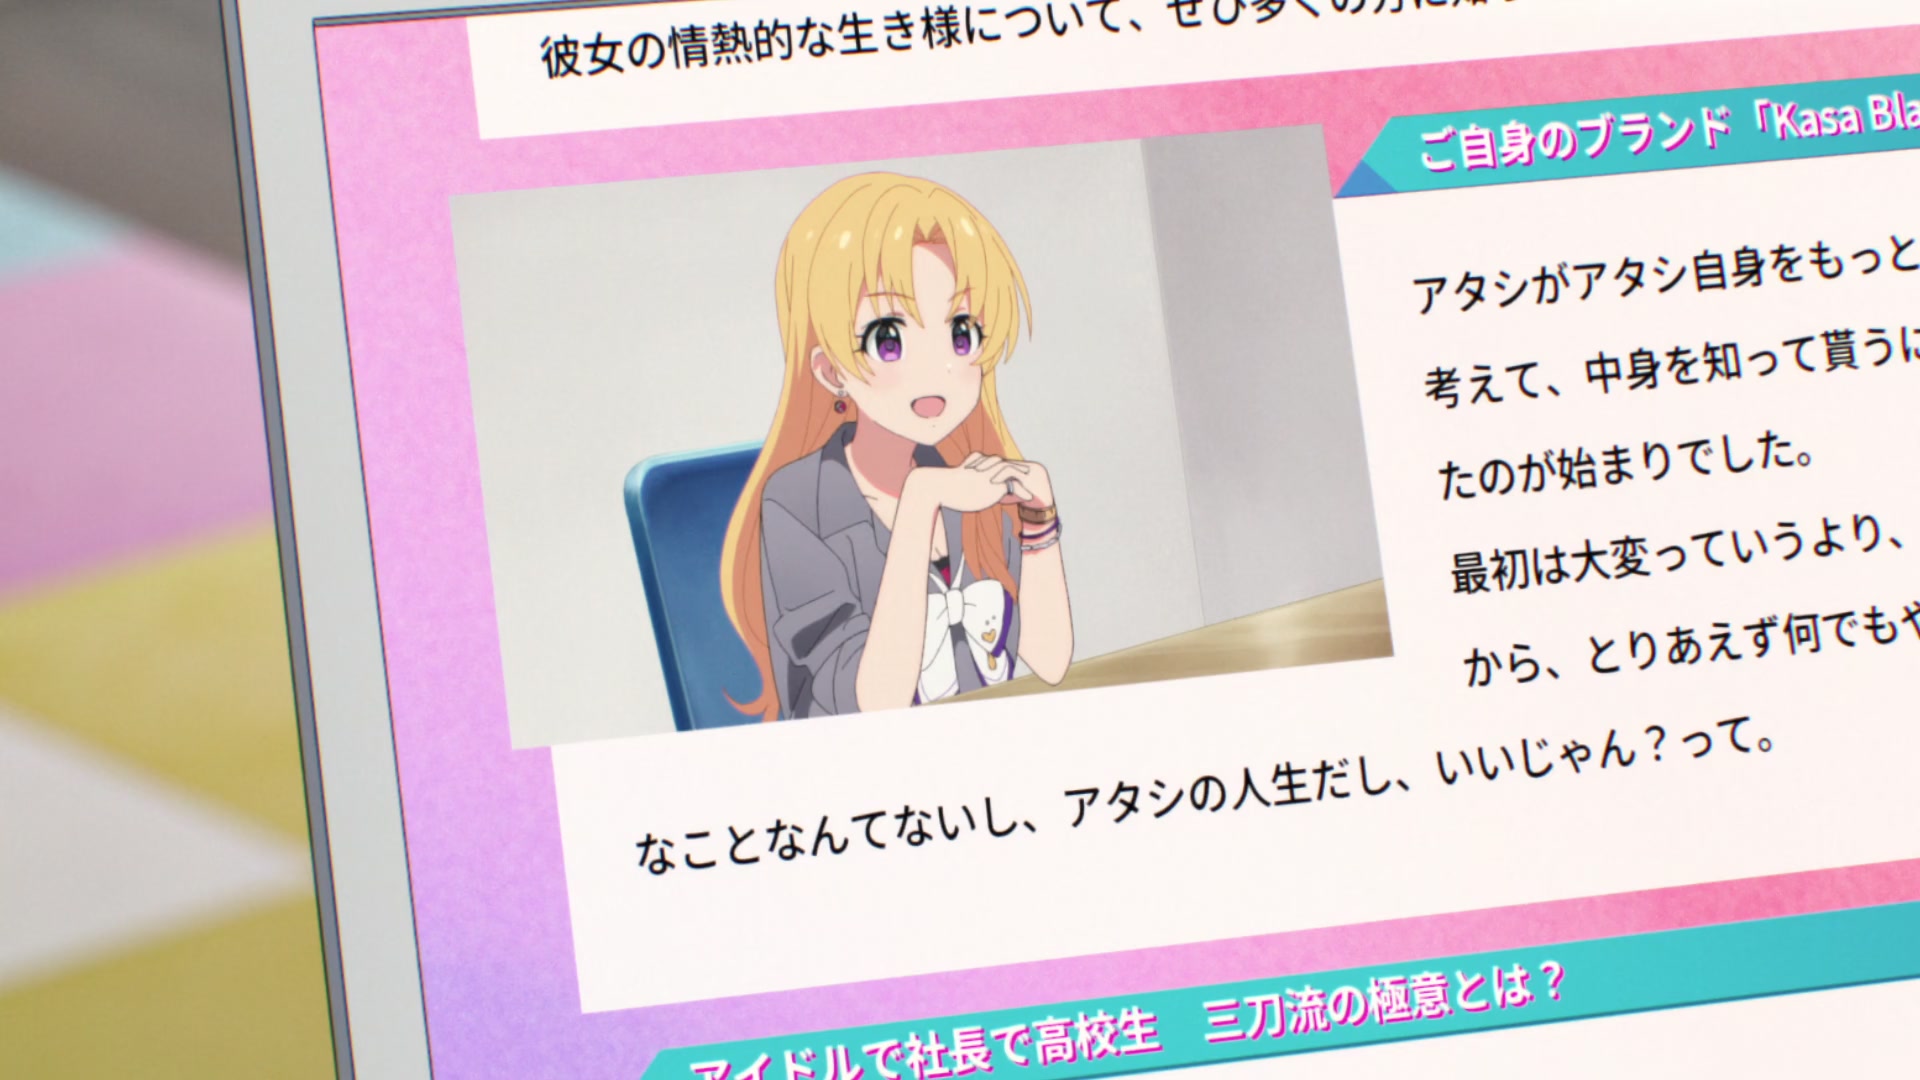 彼女の情熱的な生き様について、ぜひ多くの方に知
ご自身のブランド「Kasa Bla
アタシがアタシ自身をもっと
考えて、中身を知って貰うに
たのが始まりでした。
最初は大変っていうより、
から、とりあえず何でもや
なことなんてないし、アタシの人生だし、いいじゃん？って。
アイドルで社長で高校生　三刀流の極意とは？